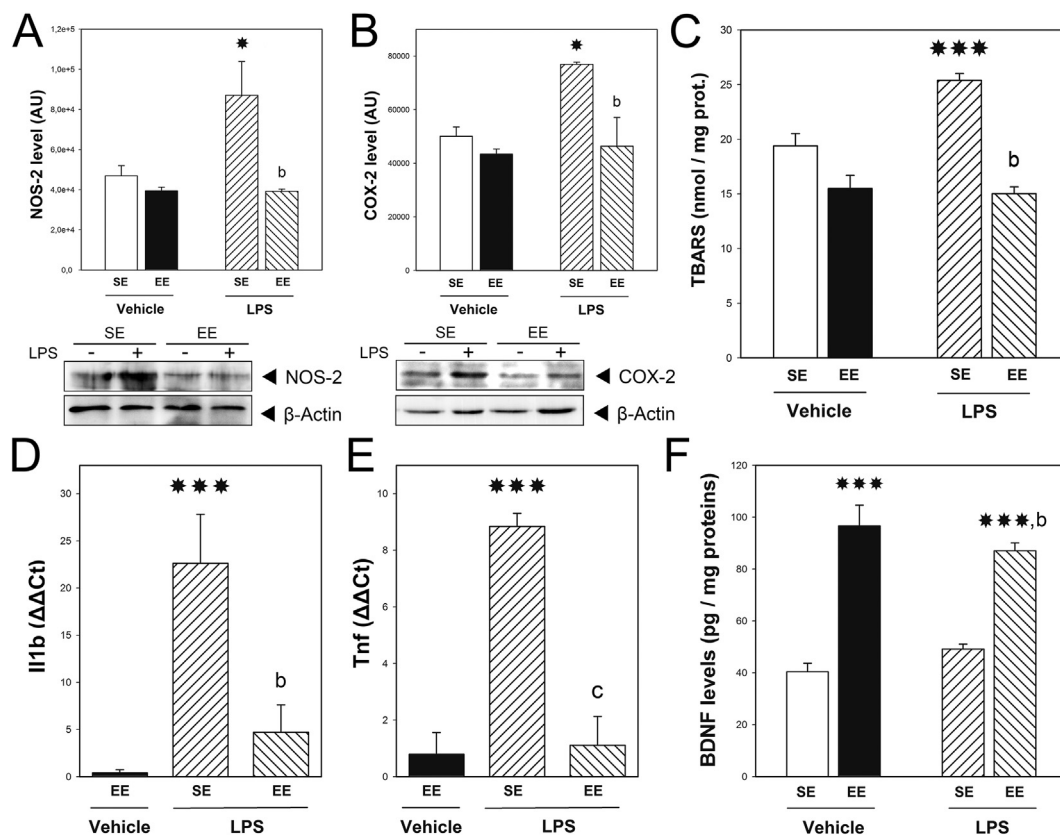 A
NOS-2 level (AU)
1,2e+5
1,0e+5
8,0e+4
6,0e+4
4,0e+4
2,0e+4
0,0
✷
b
SE EE SE EE
Vehicle LPS
SE EE
LPS - + - +
NOS-2
β-Actin
B
COX-2 level (AU)
80000
60000
40000
20000
0
✷
b
SE EE SE EE
Vehicle LPS
SE EE
LPS - + - +
COX-2
β-Actin
C
TBARS (nmol / mg prot.)
30
25
20
15
10
5
0
✷✷✷
b
SE EE SE EE
Vehicle LPS
D
Il1b (ΔΔCt)
30
25
20
15
10
5
0
✷✷✷
b
EE SE EE
Vehicle LPS
E
Tnf (ΔΔCt)
10
8
6
4
2
0
✷✷✷
c
EE SE EE
Vehicle LPS
F
BDNF levels (pg / mg proteins)
120
100
80
60
40
20
0
✷✷✷
✷✷✷,b
SE EE SE EE
Vehicle LPS